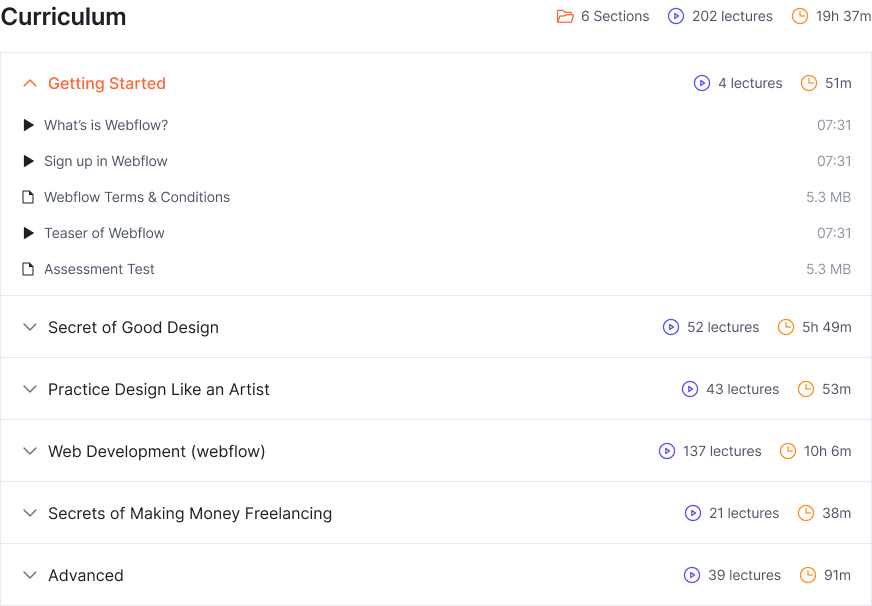 Curriculum 6 Sections 202 lectures 19h 37m
Getting Started 4 lectures 51m
What’s is Webflow? 07:31
Sign up in Webflow 07:31
Webflow Terms & Conditions 5.3 MB
Teaser of Webflow 07:31
Assessment Test 5.3 MB
Secret of Good Design 52 lectures 5h 49m
Practice Design Like an Artist 43 lectures 53m
Web Development (webflow) 137 lectures 10h 6m
Secrets of Making Money Freelancing 21 lectures 38m
Advanced 39 lectures 91m